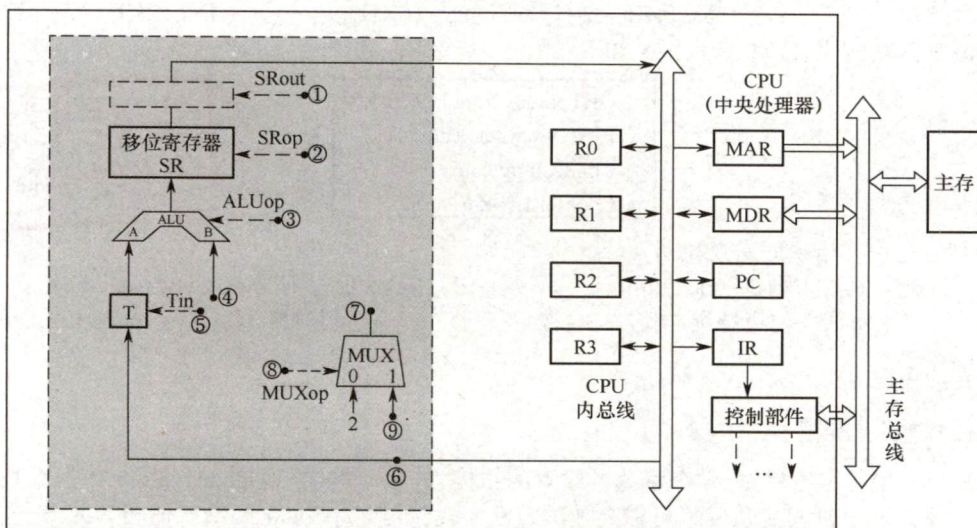 SRout
①
移位寄存器
SR
SRop
②
ALUop
③
ALU
A
B
④
T
Tin
⑤
⑦
MUX
0 1
⑧
MUXop
2
⑨
⑥
CPU
(中央处理器)
R0
MAR
主存
R1
MDR
R2
PC
R3
IR
CPU
内总线
控制部件
…
主存总线